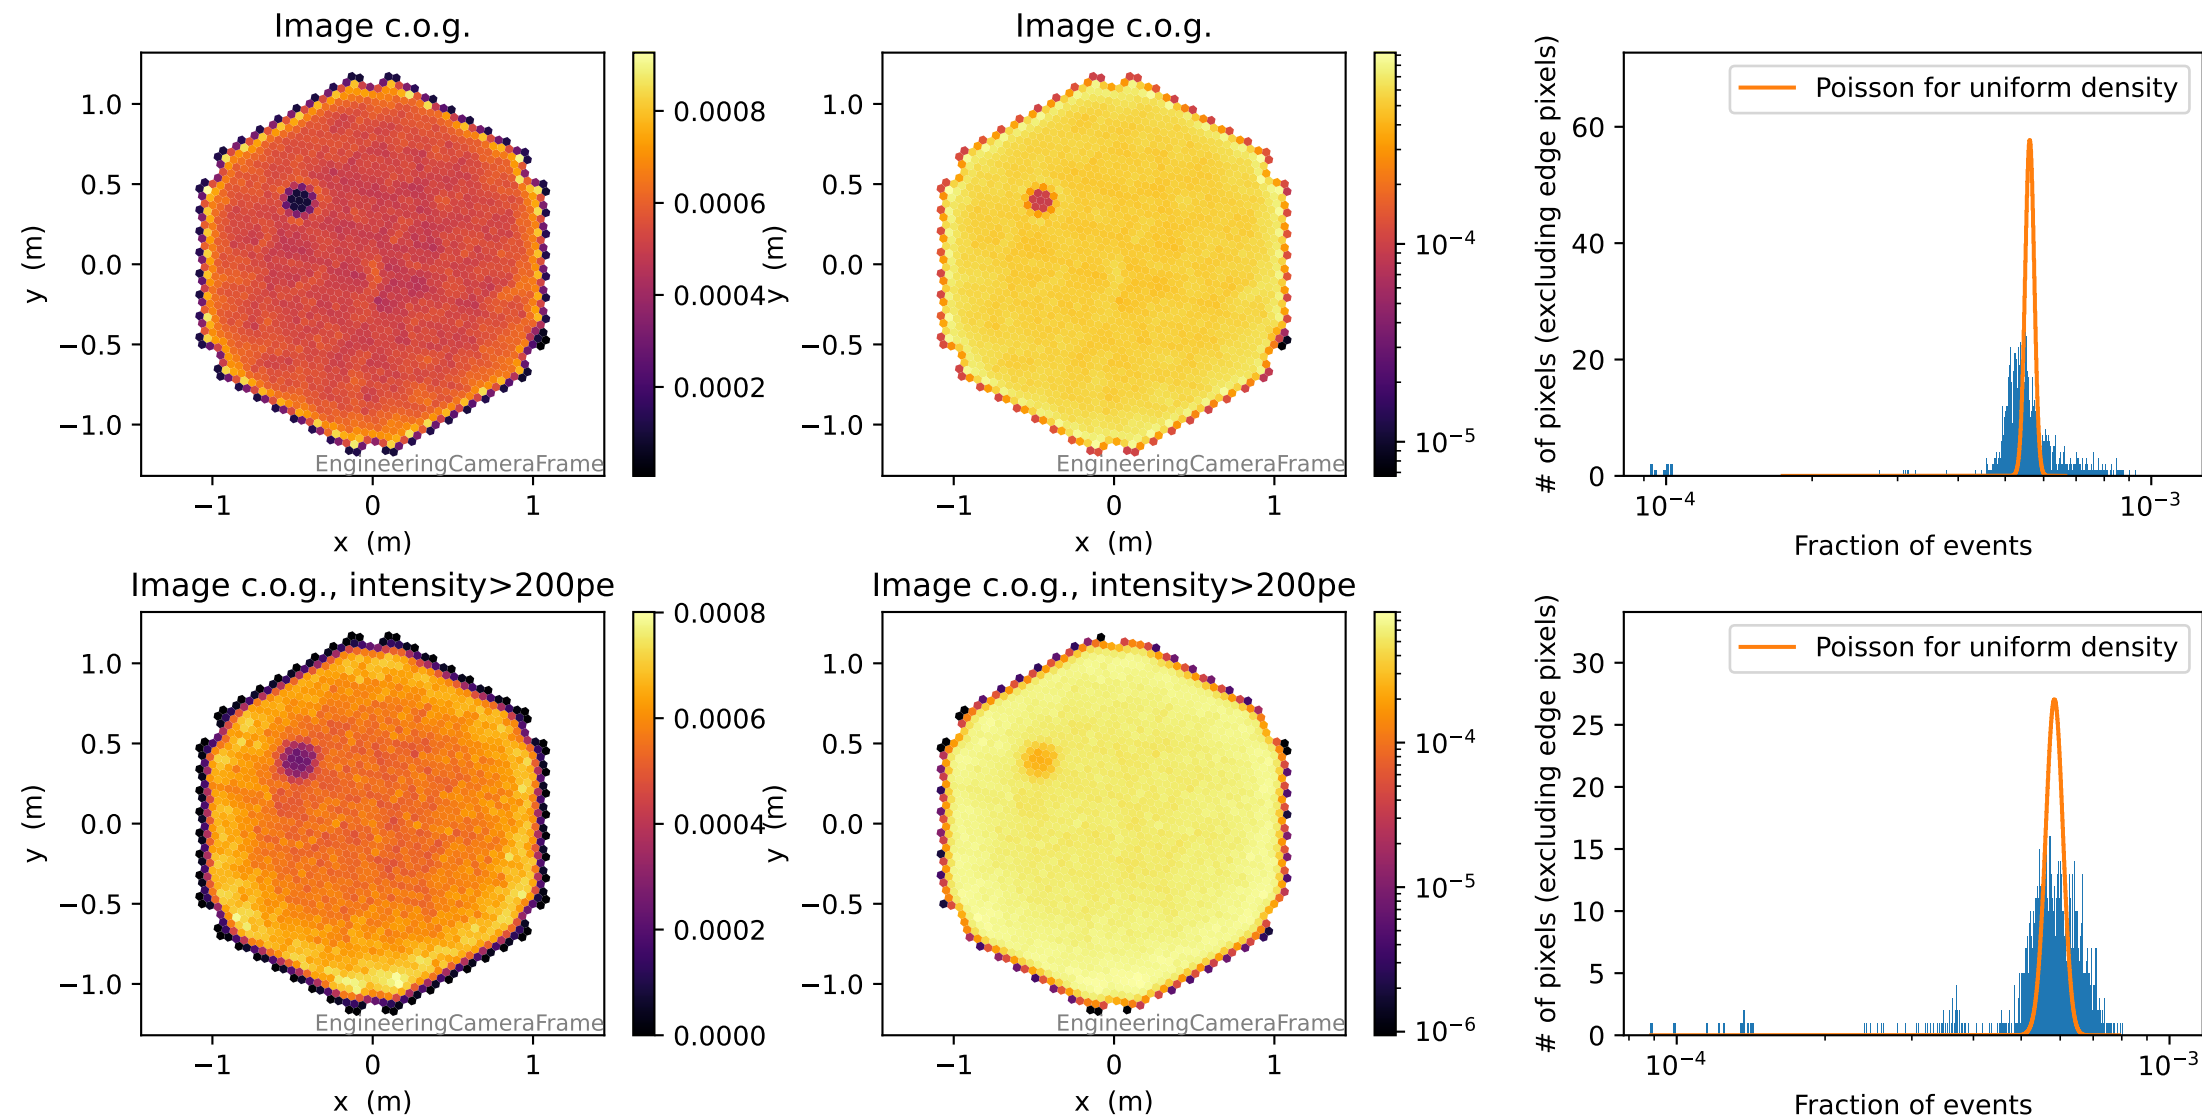 Image c.o.g.
1.0
0.5
0.0
−0.5
−1.0
y (m)
−1 0 1
x (m)
EngineeringCameraFrame
0.0008
0.0006
0.0004
0.0002
Image c.o.g.
1.0
0.5
0.0
−0.5
−1.0
y (m)
−1 0 1
x (m)
EngineeringCameraFrame
10−4
10−5
# of pixels (excluding edge pixels)
60
40
20
0
Poisson for uniform density
10−4 10−3
Fraction of events
Image c.o.g., intensity>200pe
1.0
0.5
0.0
−0.5
−1.0
y (m)
−1 0 1
x (m)
EngineeringCameraFrame
0.0008
0.0006
0.0004
0.0002
0.0000
Image c.o.g., intensity>200pe
1.0
0.5
0.0
−0.5
−1.0
y (m)
−1 0 1
x (m)
EngineeringCameraFrame
10−4
10−5
10−6
# of pixels (excluding edge pixels)
30
25
20
15
10
5
0
Poisson for uniform density
10−4 10−3
Fraction of events